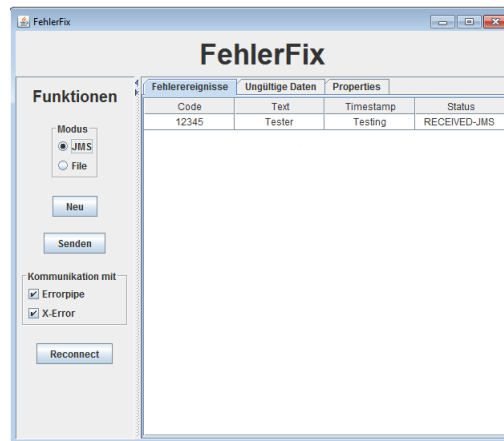 FehlerFix
FehlerFix
Funktionen
Modus
JMS
File
Neu
Senden
Kommunikation mit
Errorpipe
X-Error
Reconnect
Fehlerereignisse Ungültige Daten Properties
Code Text Timestamp Status
12345 Tester Testing RECEIVED-JMS